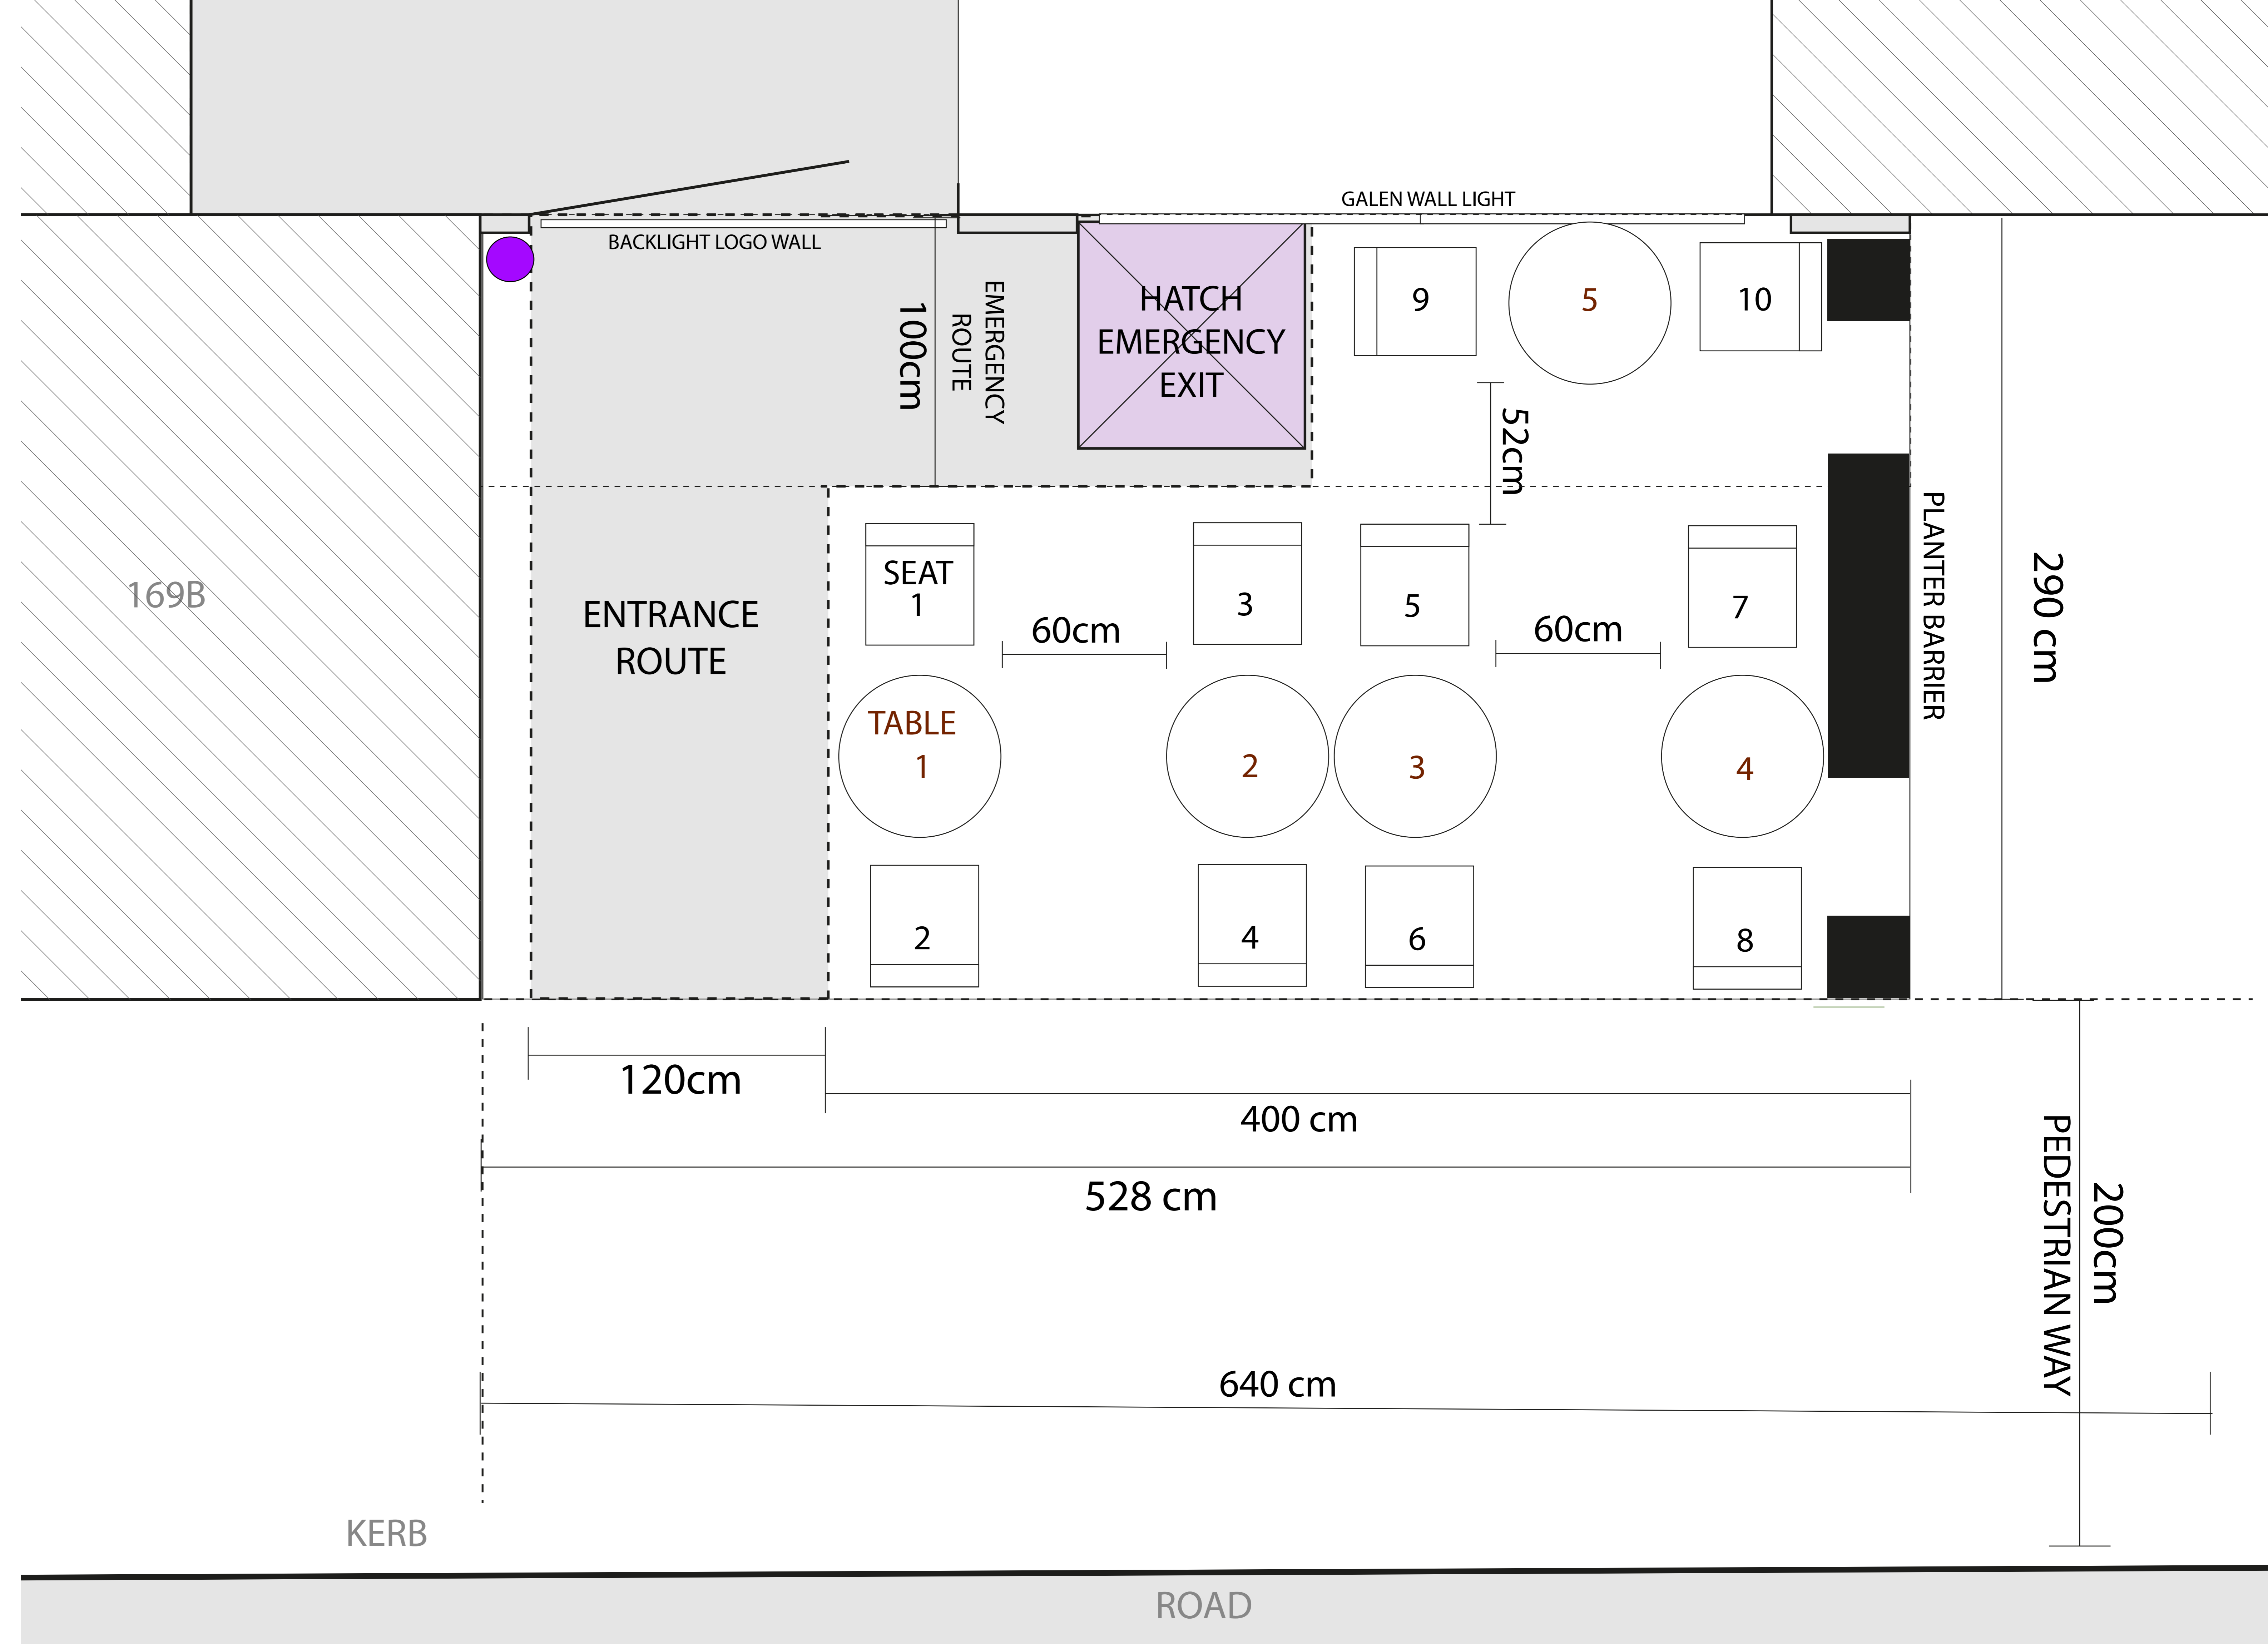 GALEN WALL LIGHT
BACKLIGHT LOGO WALL
100cm
EMERGENCY
ROUTE
HATCH
EMERGENCY
EXIT
9
5
10
52cm
169B
ENTRANCE
ROUTE
SEAT
1
60cm
3
5
60cm
7
PLANTER BARRIER
290 cm
TABLE
1
2
3
4
2
4
6
8
120cm
400 cm
528 cm
PEDESTRIAN WAY
200cm
640 cm
KERB
ROAD